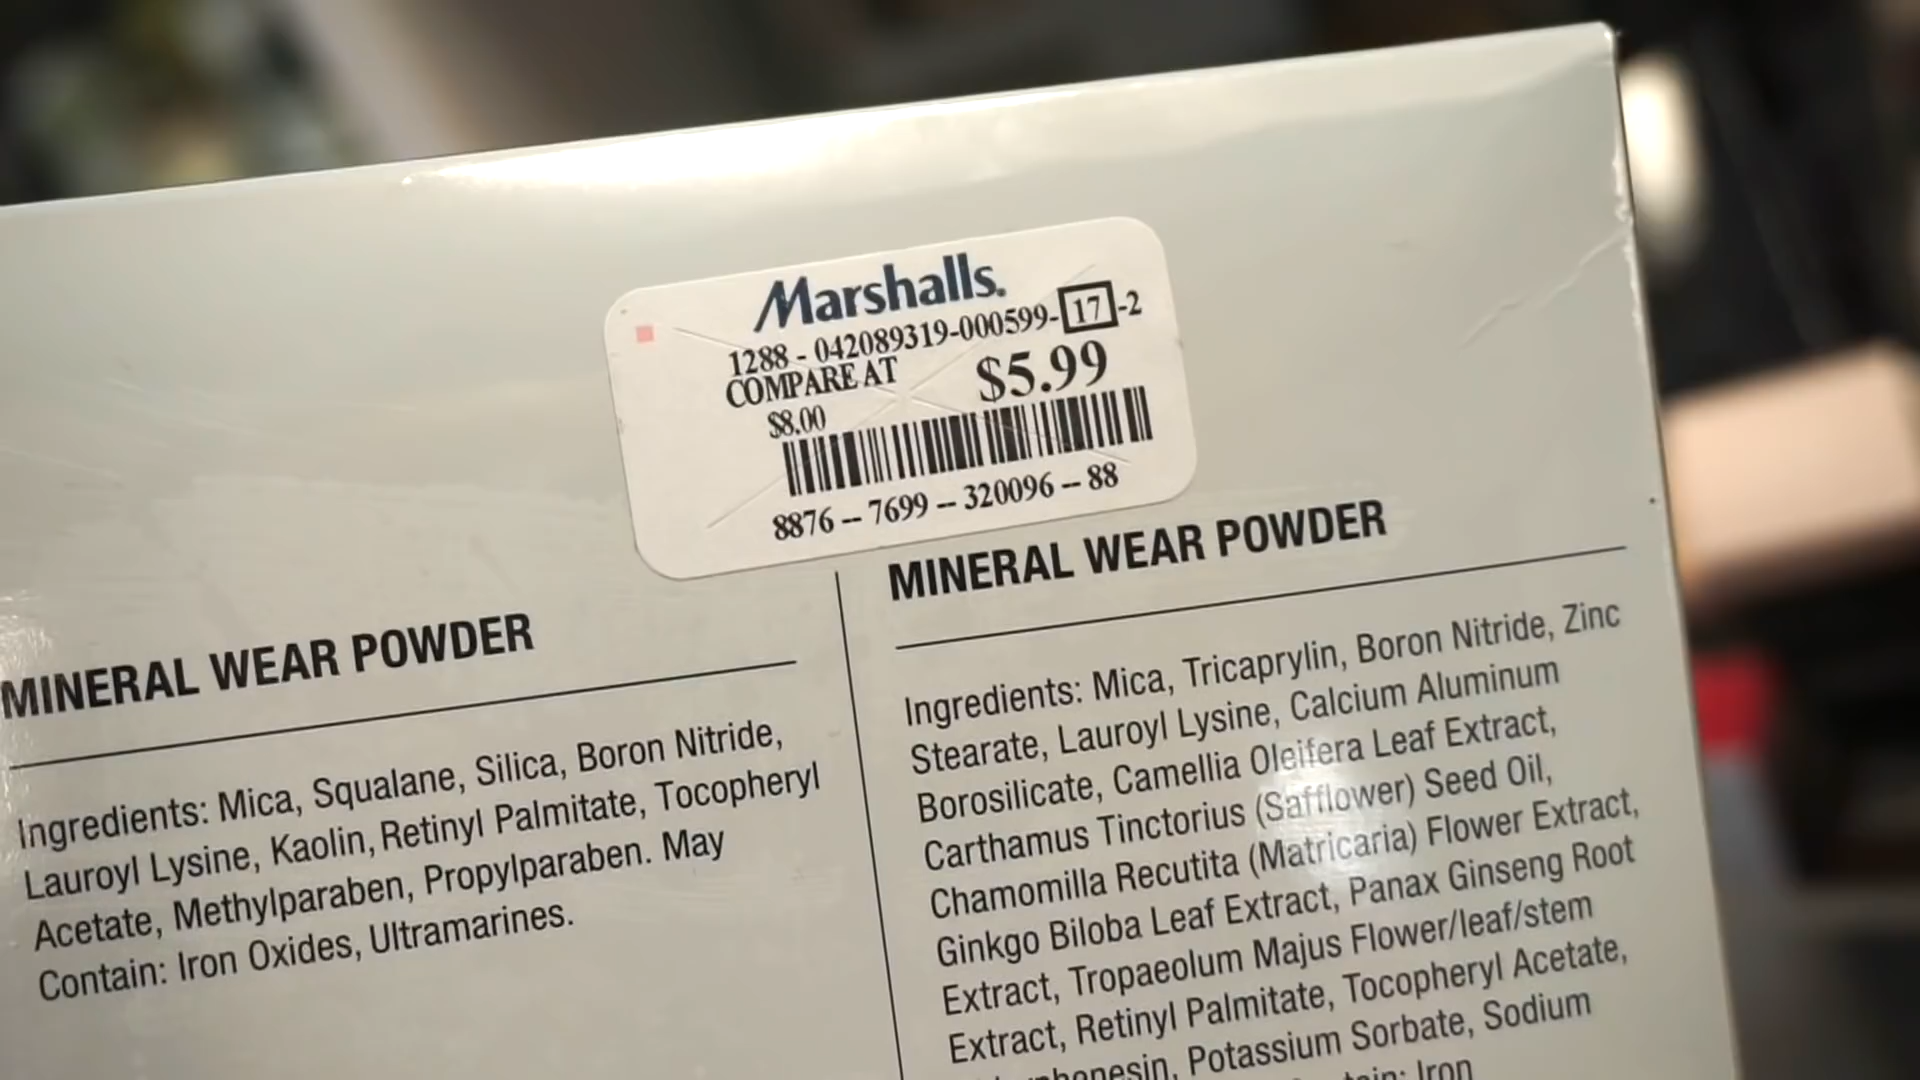 Marshalls.
1288 - 042089319-000599-17-2
COMPARE AT
$5.99
$8.00
8876 -- 7699 -- 320096 -- 88
MINERAL WEAR POWDER
Ingredients: Mica, Squalane, Silica, Boron Nitride,
Lauroyl Lysine, Kaolin, Retinyl Palmitate, Tocopheryl
Acetate, Methylparaben, Propylparaben. May
Contain: Iron Oxides, Ultramarines.
MINERAL WEAR POWDER
Ingredients: Mica, Tricaprylin, Boron Nitride, Zinc
Stearate, Lauroyl Lysine, Calcium Aluminum
Borosilicate, Camellia Oleifera Leaf Extract,
Carthamus Tinctorius (Safflower) Seed Oil,
Chamomilla Recutita (Matricaria) Flower Extract,
Ginkgo Biloba Leaf Extract, Panax Ginseng Root
Extract, Tropaeolum Majus Flower/leaf/stem
Extract, Retinyl Palmitate, Tocopheryl Acetate,
Potassium Sorbate, Sodium
Iron